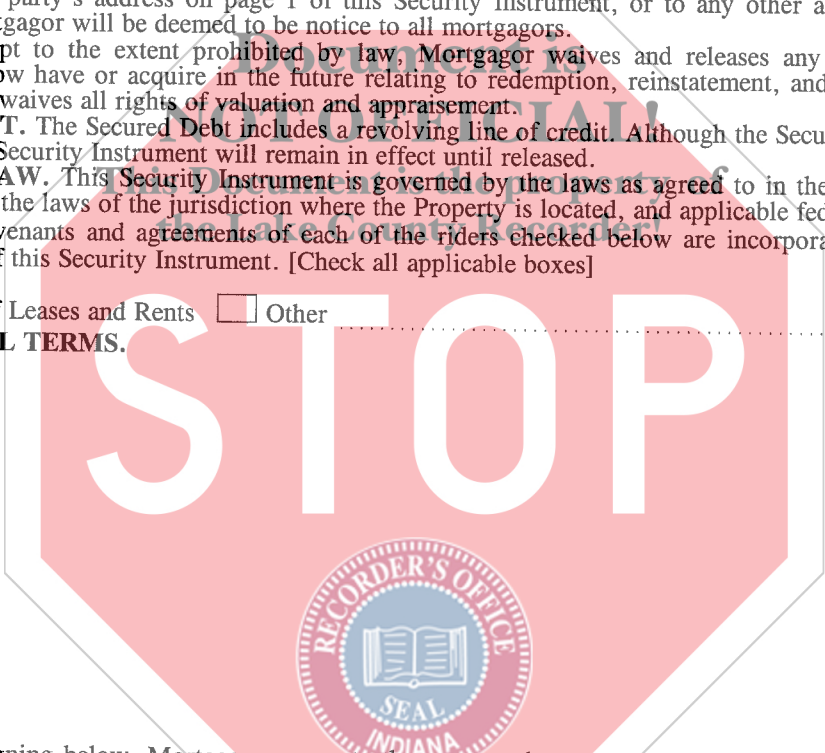 party's address on page 1 of this Security Instrument, or to any other a
tgagor will be deemed to be notice to all mortgagors.
pt to the extent prohibited by law, Mortgagor waives and releases any
ow have or acquire in the future relating to redemption, reinstatement, and
waives all rights of valuation and appraisement.
T. The Secured Debt includes a revolving line of credit. Although the Secu
Security Instrument will remain in effect until released.
AW. This Security Instrument is governed by the laws as agreed to in the
the laws of the jurisdiction where the Property is located, and applicable fed
venants and agreements of each of the riders checked below are incorpora
f this Security Instrument. [Check all applicable boxes]
f Leases and Rents Other
L TERMS.
Document is
NOT OFFICIAL!
This Document is the property of
the Lake County Recorder!
STOP
RECORDER'S OFFICE
SEAL
INDIANA
ning below,